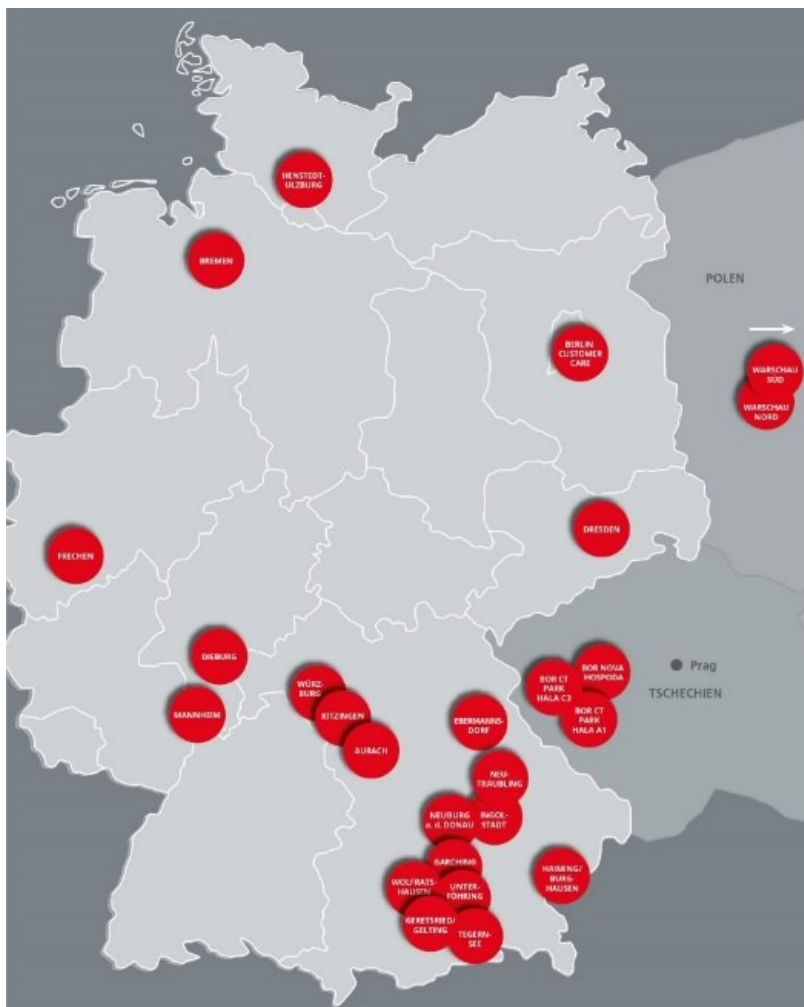 HENSTEDT-
ULZBURG
BREMEN
POLEN
BERLIN
CUSTOMER
CARE
WARSCHAU
SÜD
WARSCHAU
NORD
DRESDEN
FRECHEN
DIEBURG
WÜRZ-
BURG
MANNHEIM
KITZINGEN
AURACH
Prag
TSCHECHIEN
BOR NOVA
HOSPODA
BOR CT
PARK
HALA C3
BOR CT
PARK
HALA A1
EBERMANNS-
DORF
NEU-
TRAUBLING
NEUBURG
a. d. DONAU
INGOL-
STADT
GARCHING
WOLFRATS-
HAUSEN
UNTER-
FÖHRING
HAIMING/
BURG-
HAUSEN
GERETSRIED/
GELTING
TEGERN-
SEE